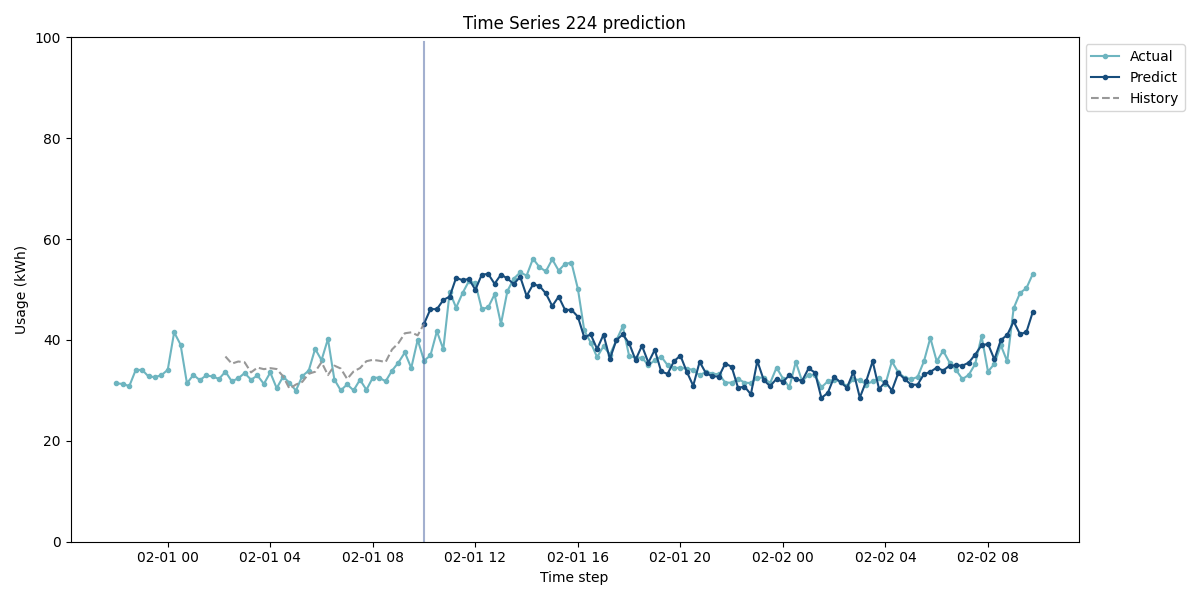 Time Series 224 prediction
100
80
60
40
20
0
Usage (kWh)
02-01 00
02-01 04
02-01 08
02-01 12
02-01 16
02-01 20
02-02 00
02-02 04
02-02 08
Time step
Actual
Predict
History